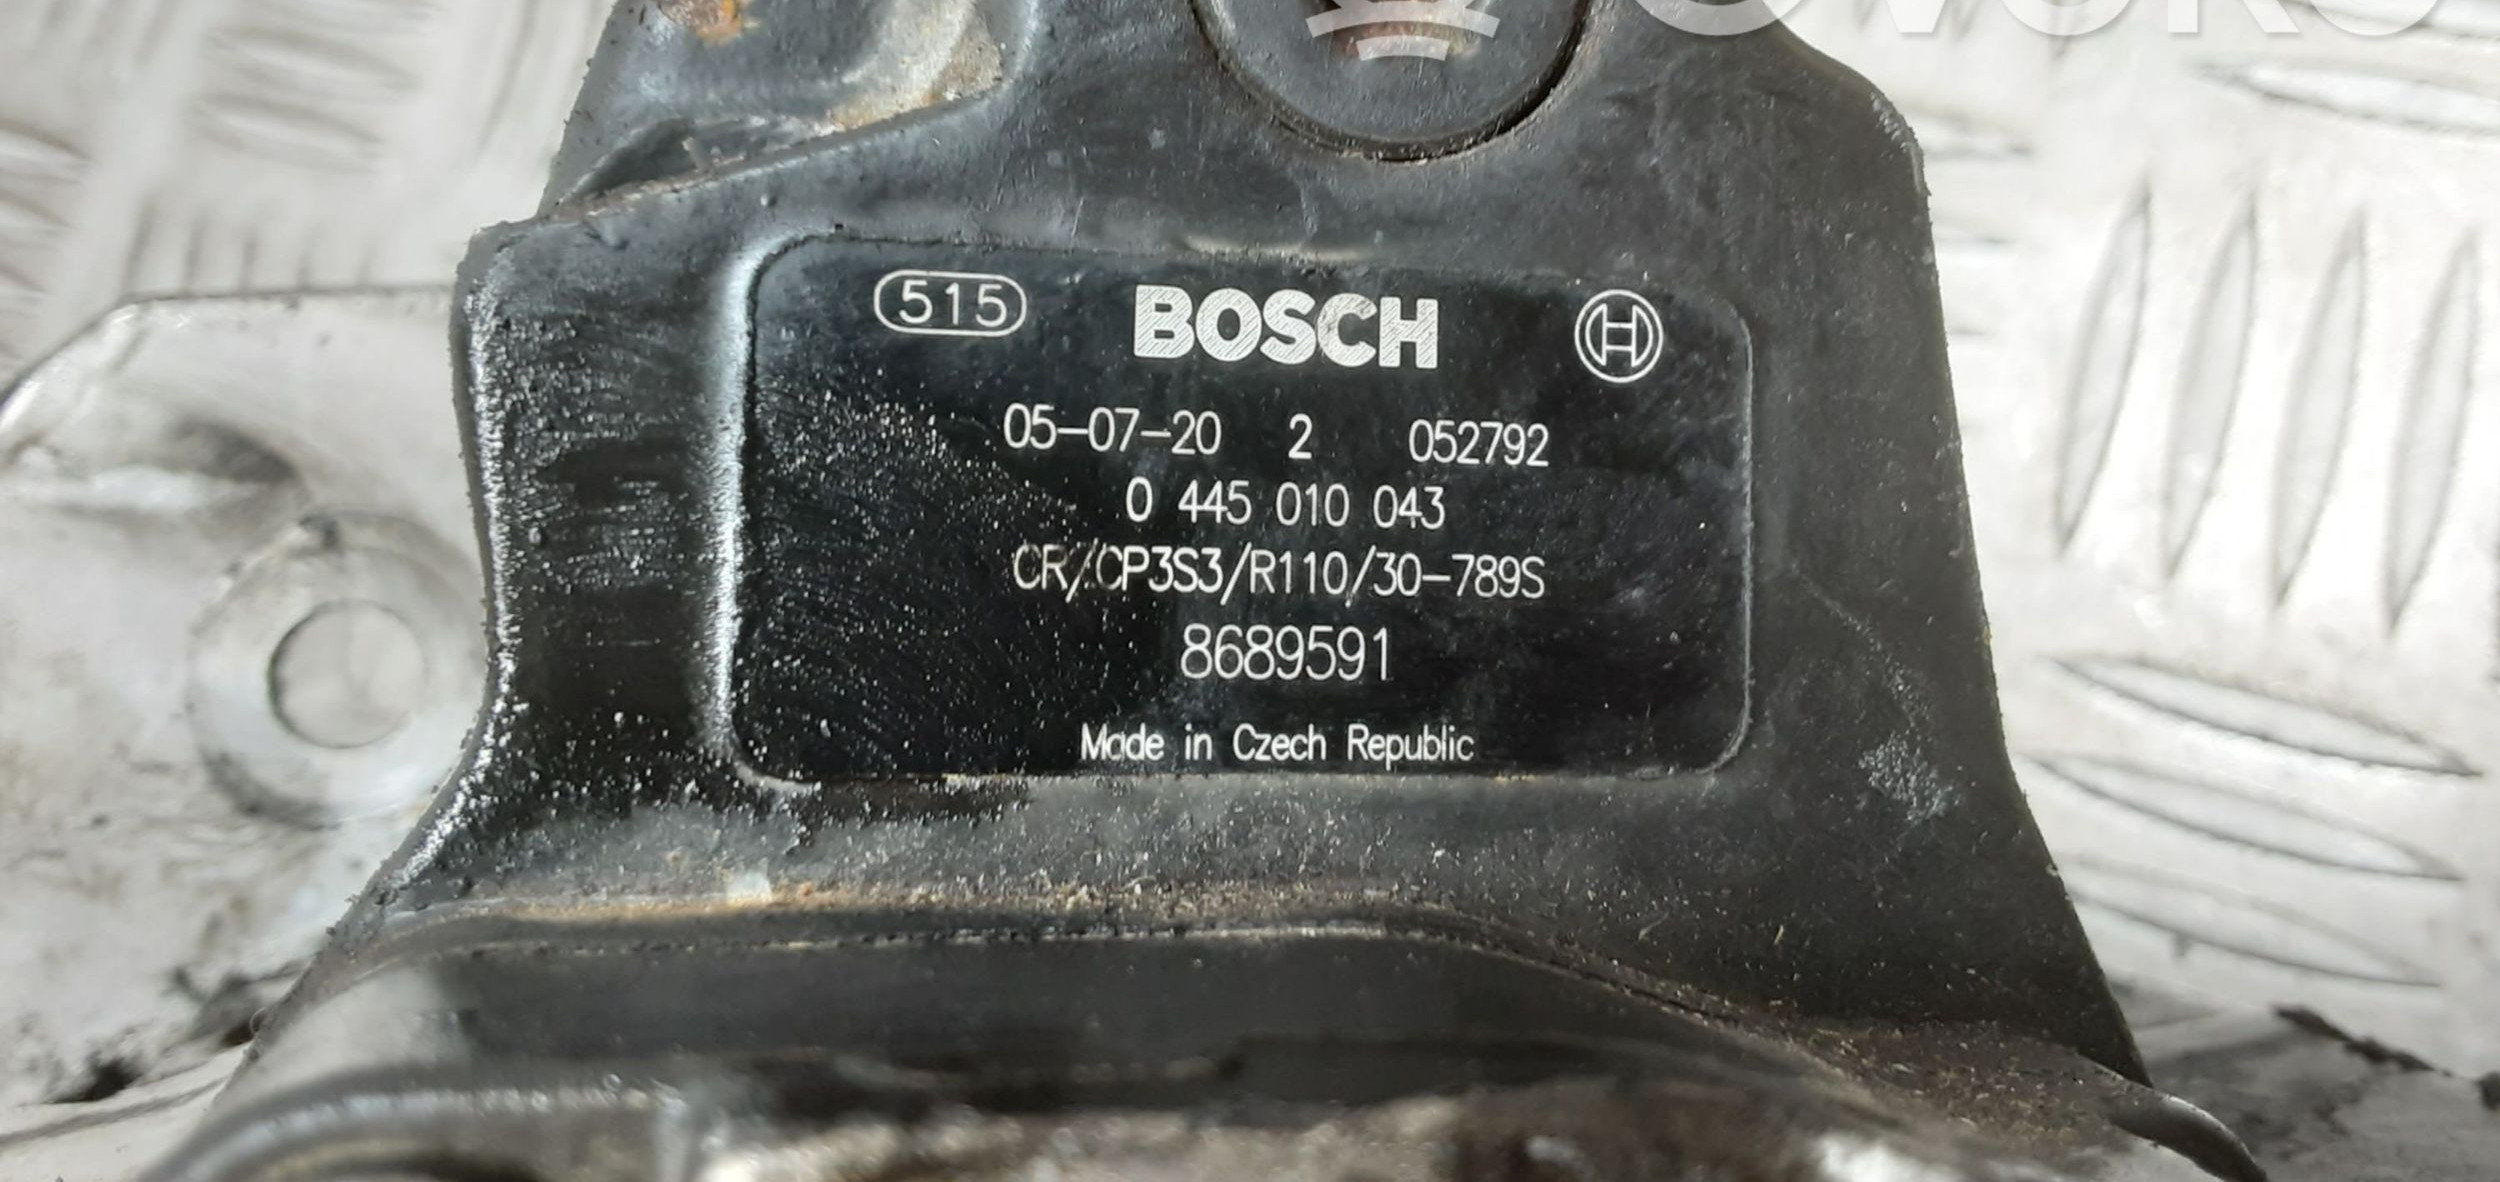 515 BOSCH
05-07-20 2 052792
0 445 010 043
CR/CP3S3/R110/30-789S
8689591
Made in Czech Republic